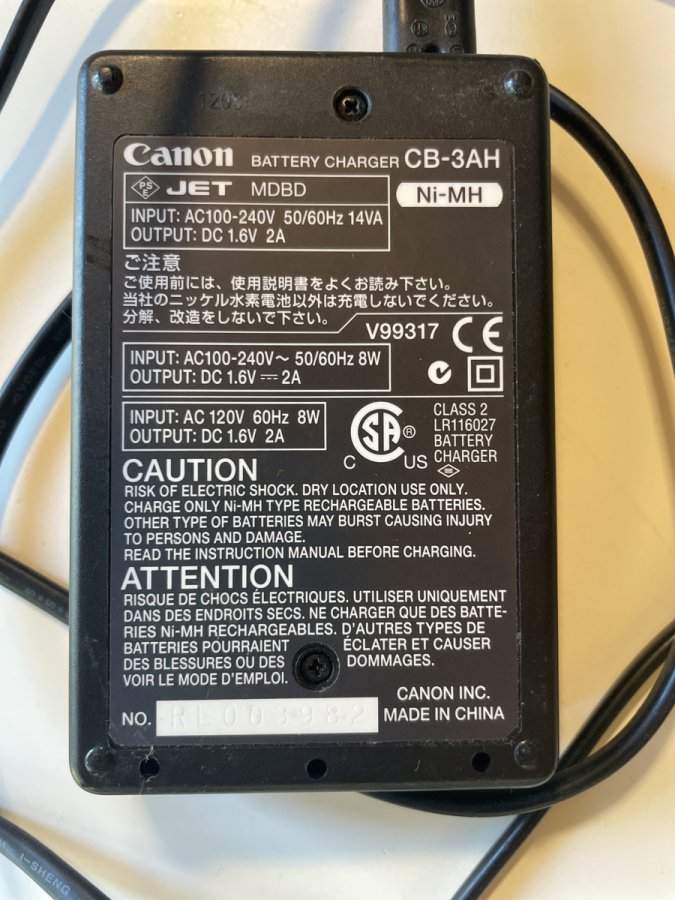 1209
Canon BATTERY CHARGER CB-3AH
PSE JET MDBD
Ni-MH
INPUT: AC100-240V 50/60Hz 14VA
OUTPUT: DC 1.6V 2A
ご注意
ご使用前には、使用説明書をよくお読み下さい。
当社のニッケル水素電池以外は充電しないでください。
分解、改造をしないで下さい。
V99317 CE
INPUT: AC100-240V～ 50/60Hz 8W
OUTPUT: DC 1.6V ⎓ 2A
INPUT: AC 120V 60Hz 8W
OUTPUT: DC 1.6V 2A
C SA ® US
CLASS 2
LR116027
BATTERY
CHARGER
CAUTION
RISK OF ELECTRIC SHOCK. DRY LOCATION USE ONLY.
CHARGE ONLY Ni-MH TYPE RECHARGEABLE BATTERIES.
OTHER TYPE OF BATTERIES MAY BURST CAUSING INJURY
TO PERSONS AND DAMAGE.
READ THE INSTRUCTION MANUAL BEFORE CHARGING.
ATTENTION
RISQUE DE CHOCS ÉLECTRIQUES. UTILISER UNIQUEMENT
DANS DES ENDROITS SECS. NE CHARGER QUE DES BATTE-
RIES Ni-MH RECHARGEABLES. D'AUTRES TYPES DE
BATTERIES POURRAIENT ÉCLATER ET CAUSER
DES BLESSURES OU DES DOMMAGES.
VOIR LE MODE D'EMPLOI.
CANON INC.
NO. RL003982 MADE IN CHINA
I-SHENG